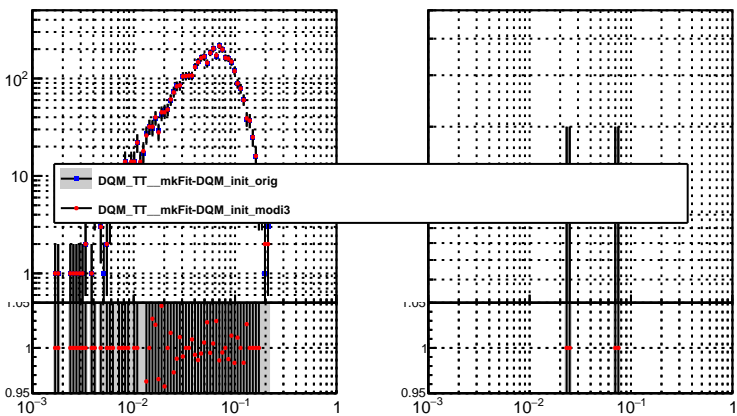 10²
10
DQM_TT__mkFit-DQM_init_orig
DQM_TT__mkFit-DQM_init_modi3
1
1.05 1.05
1 1
0.95 0.95
10⁻³ 10⁻² 10⁻¹ 1 10⁻³ 10⁻² 10⁻¹ 1